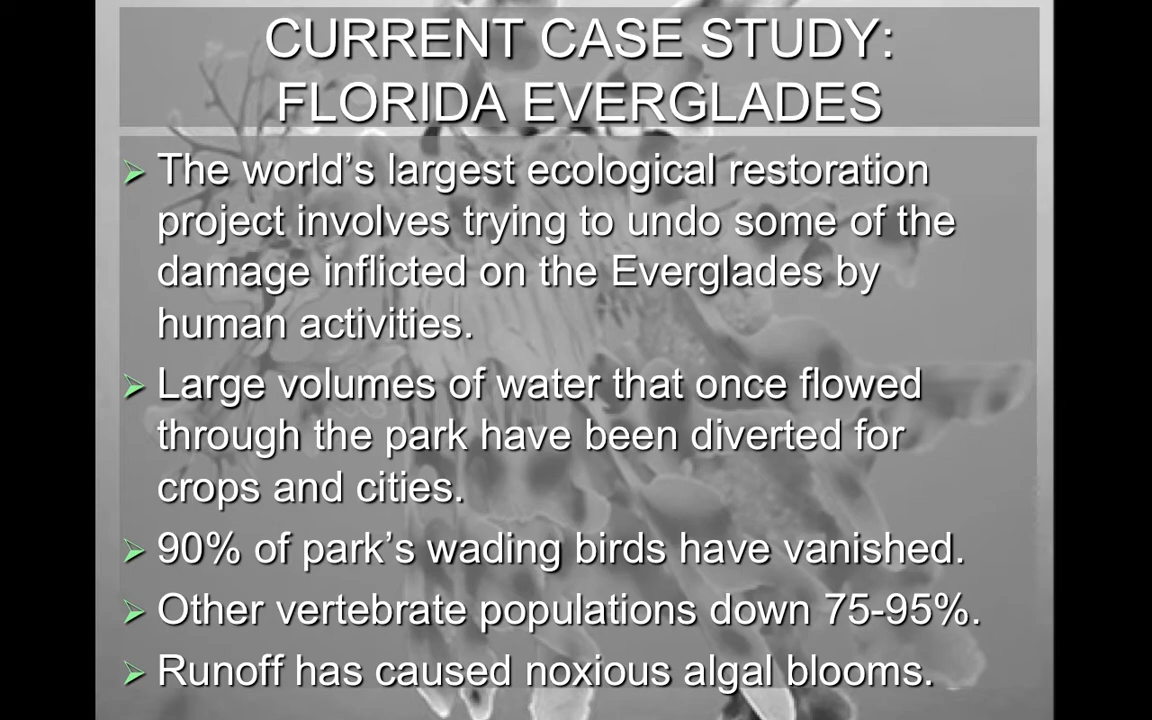 CURRENT CASE STUDY:
FLORIDA EVERGLADES
The world’s largest ecological restoration
project involves trying to undo some of the
damage inflicted on the Everglades by
human activities.
Large volumes of water that once flowed
through the park have been diverted for
crops and cities.
90% of park’s wading birds have vanished.
Other vertebrate populations down 75-95%.
Runoff has caused noxious algal blooms.